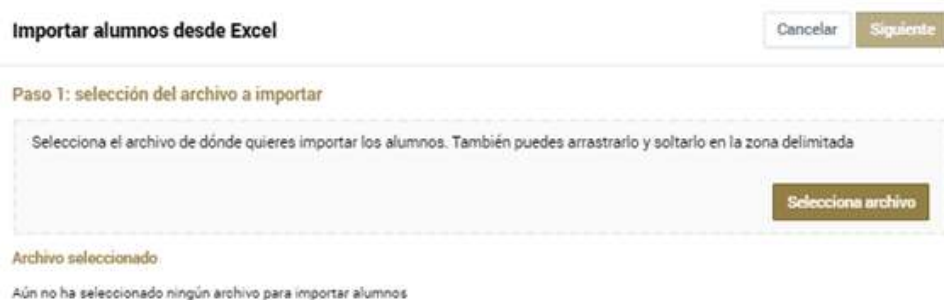 Importar alumnos desde Excel
Cancelar
Siguiente
Paso 1: selección del archivo a importar
Selecciona el archivo de dónde quieres importar los alumnos. También puedes arrastrarlo y soltarlo en la zona delimitada
Selecciona archivo
Archivo seleccionado
Aún no ha seleccionado ningún archivo para importar alumnos